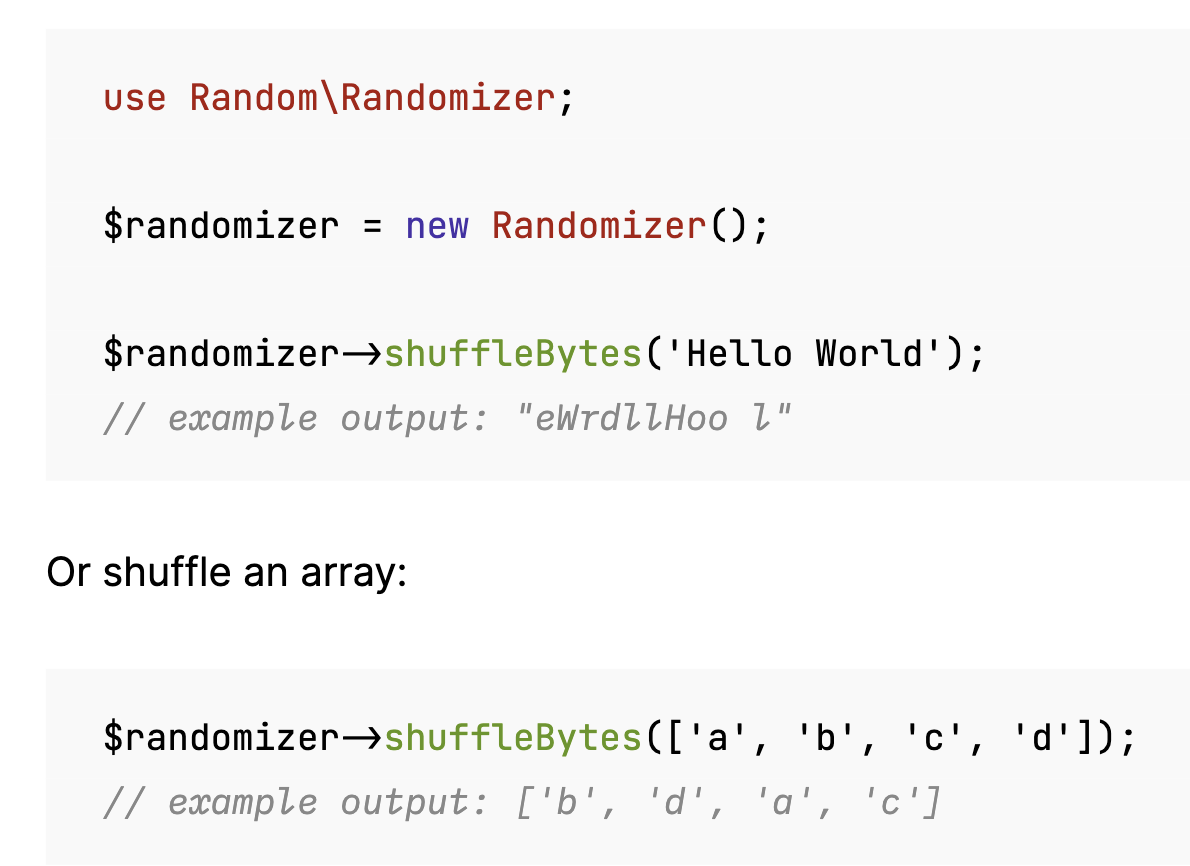 use Random\Randomizer;
$randomizer = new Randomizer();
$randomizer->shuffleBytes('Hello World');
// example output: "eWrdllHoo l"
Or shuffle an array:
$randomizer->shuffleBytes(['a', 'b', 'c', 'd']);
// example output: ['b', 'd', 'a', 'c']